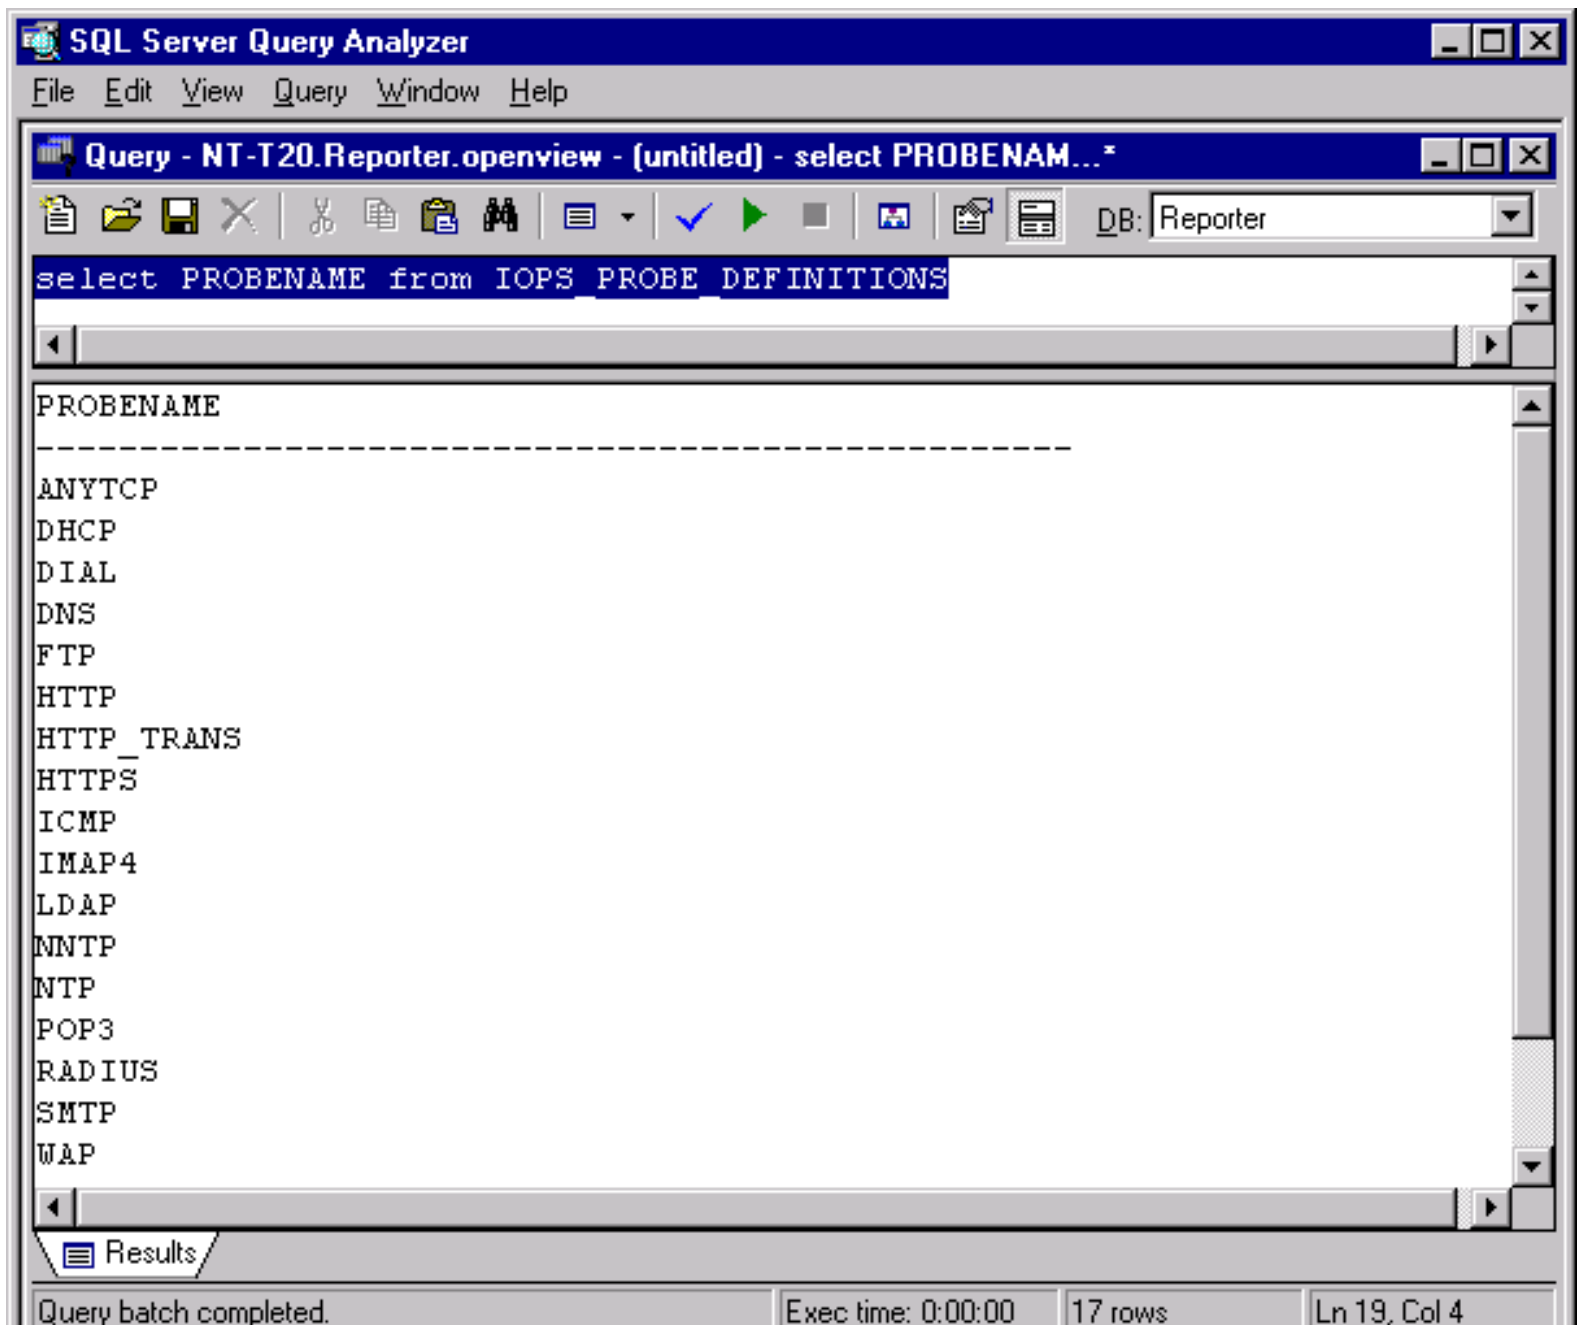 SQL Server Query Analyzer
File Edit View Query Window Help
Query - NT-T20.Reporter.openview - (untitled) - select PROBENAM...*
DB: Reporter
select PROBENAME from IOPS_PROBE_DEFINITIONS
PROBENAME
--------------------------------------------------
ANYTCP
DHCP
DIAL
DNS
FTP
HTTP
HTTP_TRANS
HTTPS
ICMP
IMAP4
LDAP
NNTP
NTP
POP3
RADIUS
SMTP
WAP
Results
Query batch completed. Exec time: 0:00:00 17 rows Ln 19, Col 4